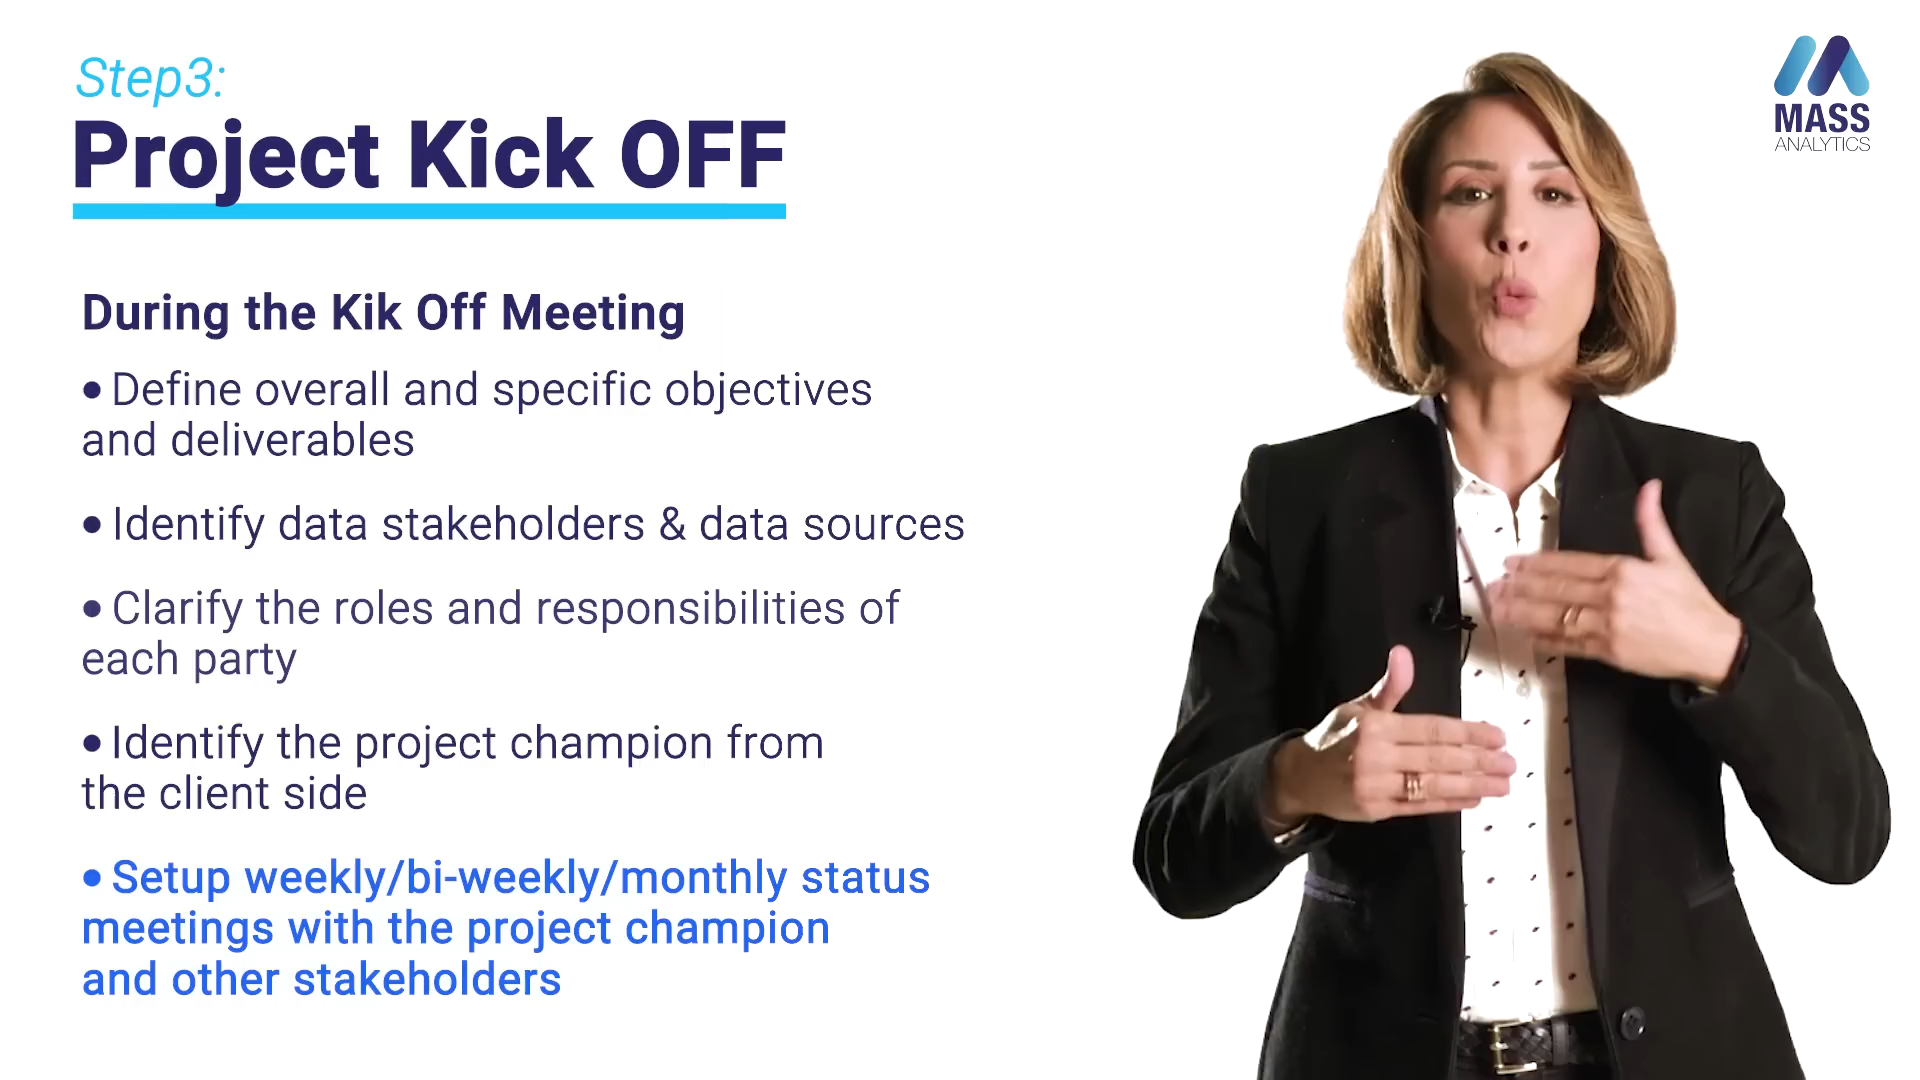 Step3:
Project Kick OFF
MASS
ANALYTICS
During the Kik Off Meeting
• Define overall and specific objectives
and deliverables
• Identify data stakeholders & data sources
• Clarify the roles and responsibilities of
each party
• Identify the project champion from
the client side
• Setup weekly/bi-weekly/monthly status
meetings with the project champion
and other stakeholders